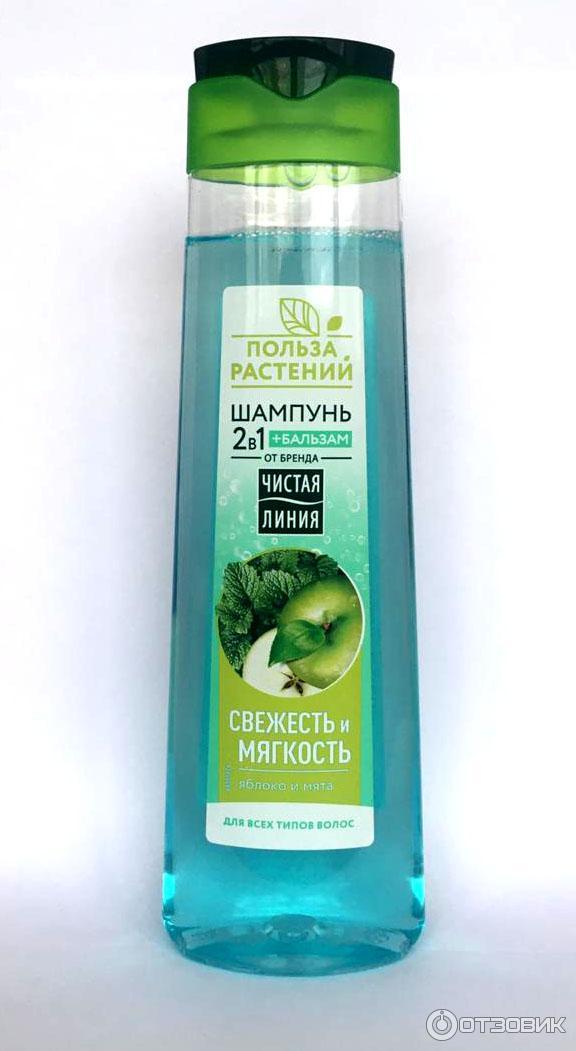 ПОЛЬЗА
РАСТЕНИЙ
ШАМПУНЬ
2в1 +БАЛЬЗАМ
ОТ БРЕНДА
ЧИСТАЯ
ЛИНИЯ
СВЕЖЕСТЬ и
МЯГКОСТЬ
яблоко и мята
ДЛЯ ВСЕХ ТИПОВ ВОЛОС
ОТЗОВИК